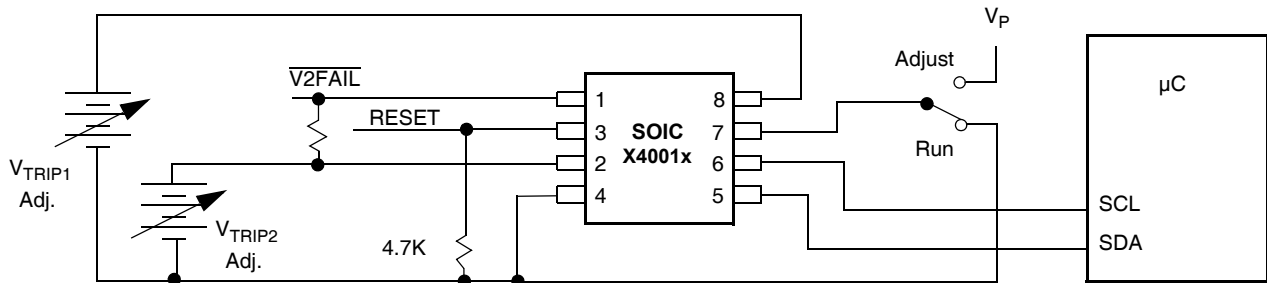 V_P
Adjust
Run
V2FAIL
RESET
V_TRIP1
Adj.
V_TRIP2
Adj.
4.7K
1
3
2
4
SOIC
X4001x
8
7
6
5
µC
SCL
SDA